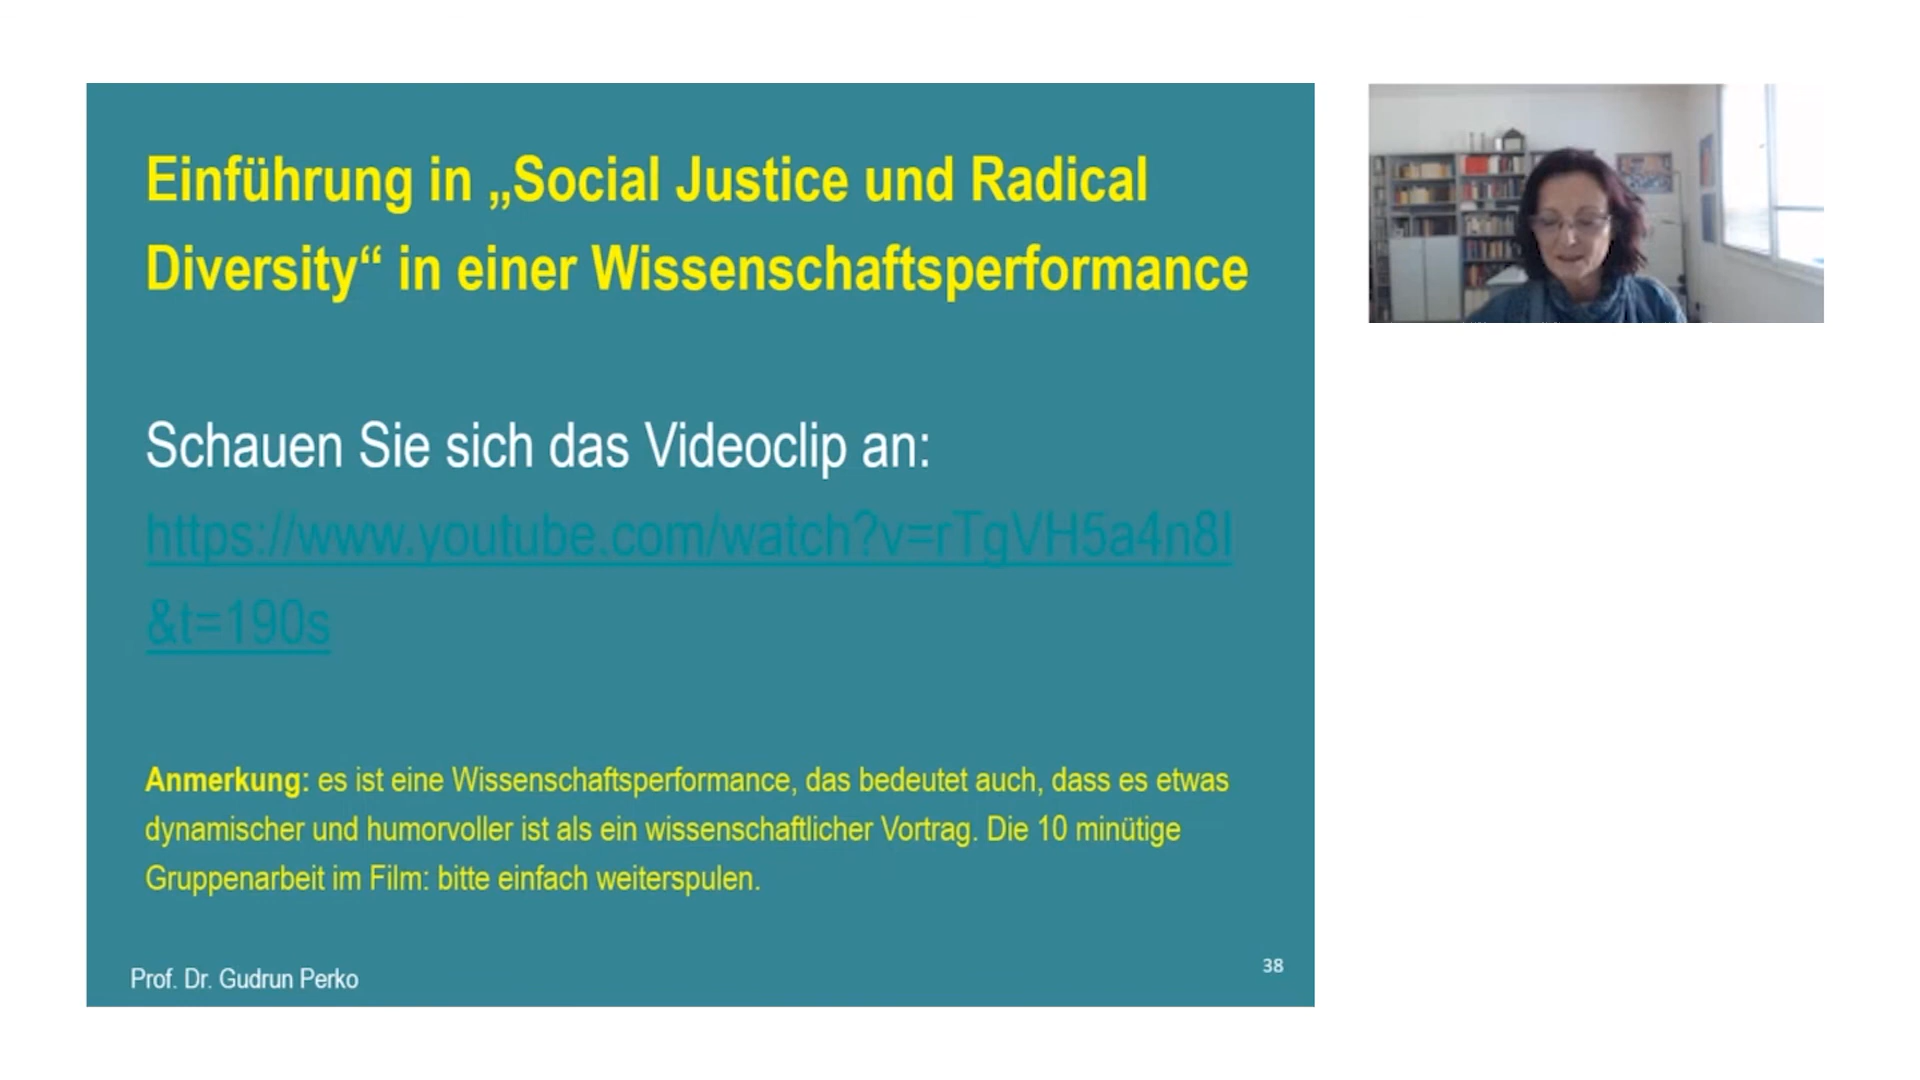 Einführung in „Social Justice und Radical
Diversity“ in einer Wissenschaftsperformance
Schauen Sie sich das Videoclip an:
https://www.youtube.com/watch?v=rTgVH5a4n8I
&t=190s
Anmerkung: es ist eine Wissenschaftsperformance, das bedeutet auch, dass es etwas
dynamischer und humorvoller ist als ein wissenschaftlicher Vortrag. Die 10 minütige
Gruppenarbeit im Film: bitte einfach weiterspulen.
Prof. Dr. Gudrun Perko
38